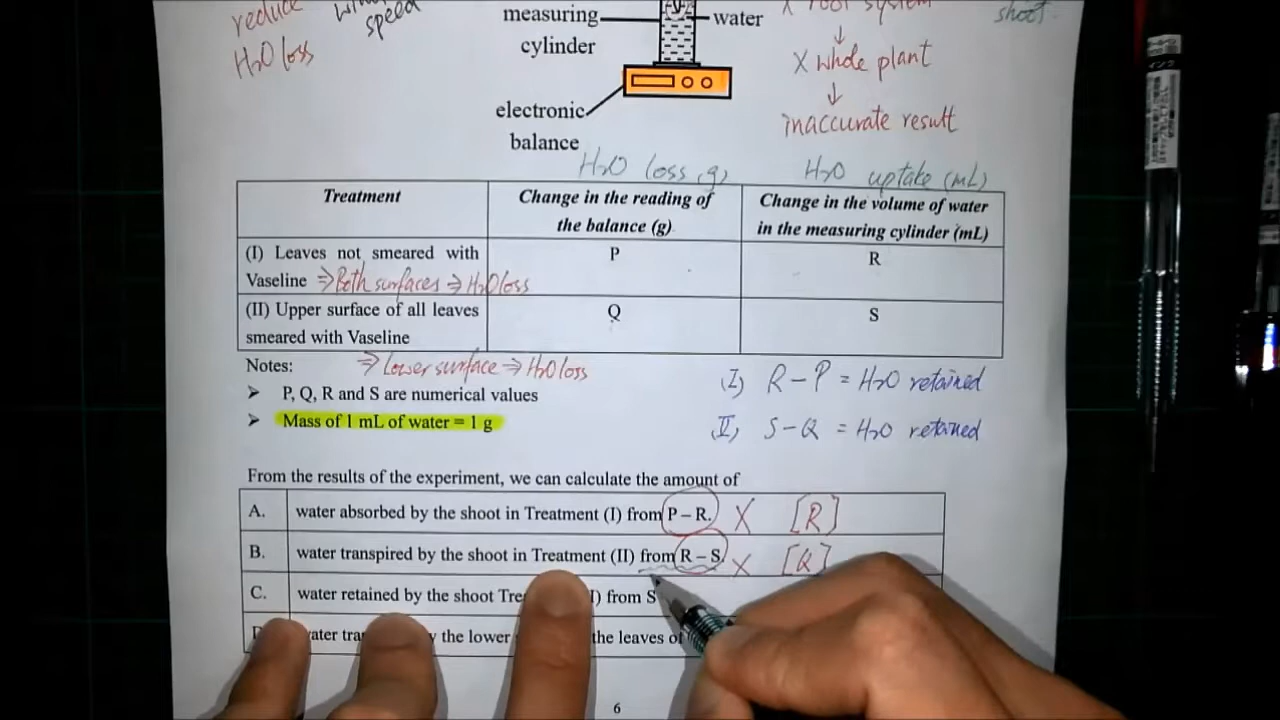 reduce
speed
H2O loss
measuring
cylinder
water
X root system
↓
X whole plant
↓
inaccurate result
shoot
electronic
balance
H2O loss (g)
H2O uptake (mL)
Treatment
Change in the reading of
the balance (g)
Change in the volume of water
in the measuring cylinder (mL)
(I) Leaves not smeared with
Vaseline ⇒ Both surfaces ⇒ H2O loss
P
R
(II) Upper surface of all leaves
smeared with Vaseline
Q
S
Notes:
⇒ Lower surface ⇒ H2O loss
➢ P, Q, R and S are numerical values
➢ Mass of 1 mL of water = 1 g
(I) R – P = H2O retained
(II) S – Q = H2O retained
From the results of the experiment, we can calculate the amount of
A. water absorbed by the shoot in Treatment (I) from P – R. X [R]
B. water transpired by the shoot in Treatment (II) from R – S. X [Q]
C. water retained by the shoot from S
the lower the leaves of
6